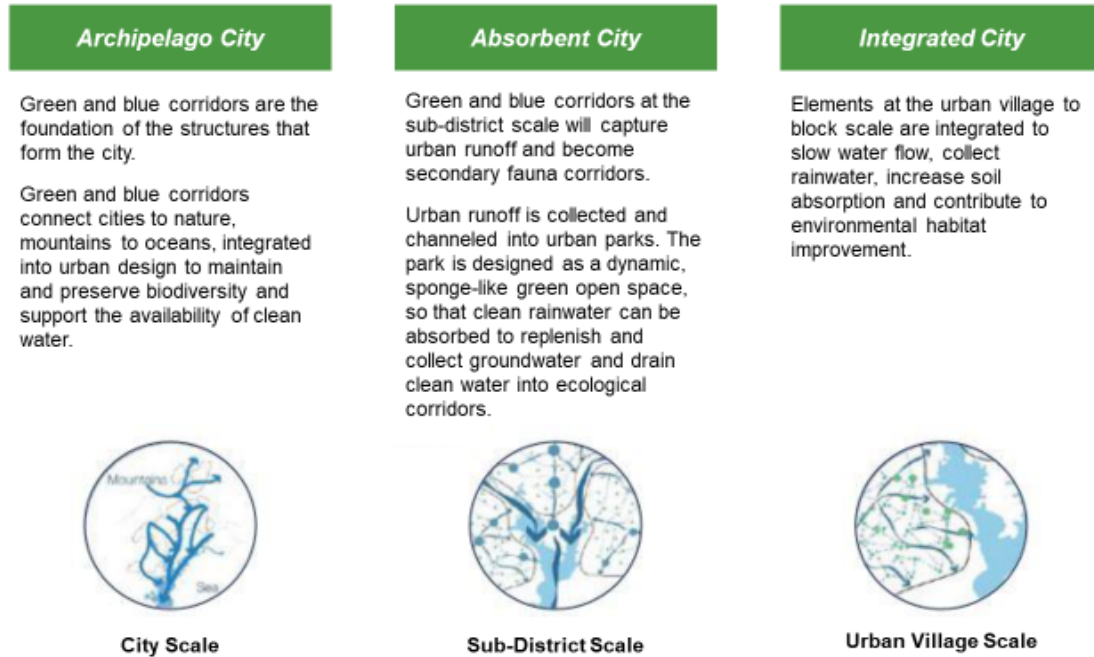 Archipelago City
Green and blue corridors are the
foundation of the structures that
form the city.
Green and blue corridors
connect cities to nature,
mountains to oceans, integrated
into urban design to maintain
and preserve biodiversity and
support the availability of clean
water.
Mountains
Sea
City Scale
Absorbent City
Green and blue corridors at the
sub-district scale will capture
urban runoff and become
secondary fauna corridors.
Urban runoff is collected and
channeled into urban parks. The
park is designed as a dynamic,
sponge-like green open space,
so that clean rainwater can be
absorbed to replenish and
collect groundwater and drain
clean water into ecological
corridors.
Sub-District Scale
Integrated City
Elements at the urban village to
block scale are integrated to
slow water flow, collect
rainwater, increase soil
absorption and contribute to
environmental habitat
improvement.
Urban Village Scale